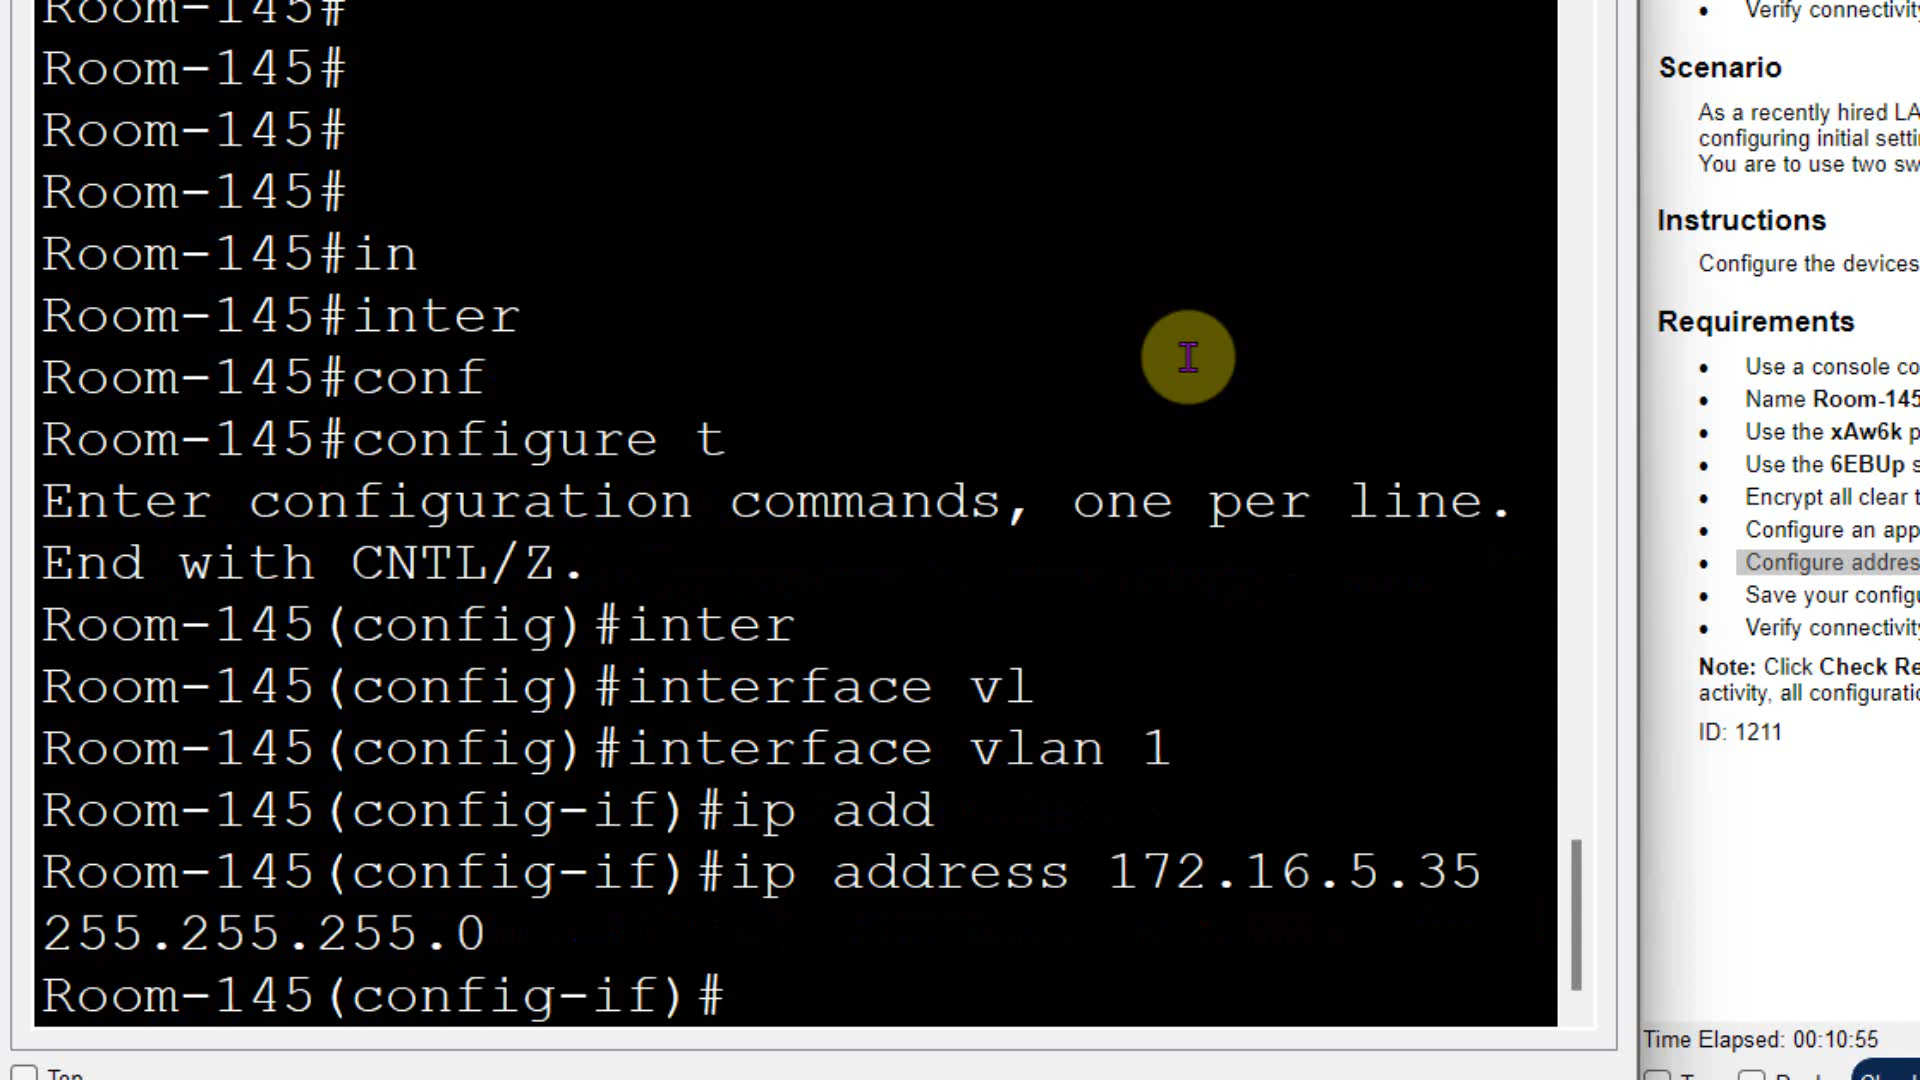 Room-145#
Room-145#
Room-145#
Room-145#
Room-145#in
Room-145#inter
Room-145#conf
Room-145#configure t
Enter configuration commands, one per line.
End with CNTL/Z.
Room-145(config)#inter
Room-145(config)#interface vl
Room-145(config)#interface vlan 1
Room-145(config-if)#ip add
Room-145(config-if)#ip address 172.16.5.35
255.255.255.0
Room-145(config-if)#
Top
• Verify connectivity
Scenario
As a recently hired LA
configuring initial setti
You are to use two sw
Instructions
Configure the devices
Requirements
• Use a console co
• Name Room-145
• Use the xAw6k p
• Use the 6EBUp s
• Encrypt all clear t
• Configure an app
• Configure addres
• Save your configu
• Verify connectivity
Note: Click Check Re
activity, all configuratio
ID: 1211
Time Elapsed: 00:10:55